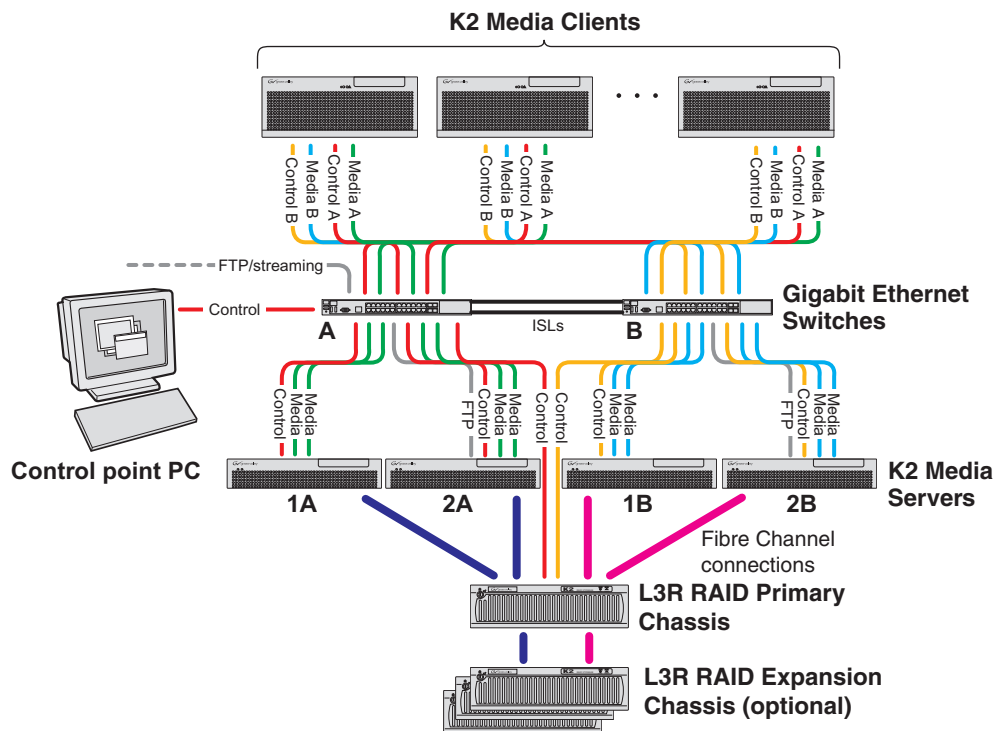 K2 Media Clients
Control B
Media B
Control A
Media A
Control B
Media B
Control A
Media A
Control B
Media B
Control A
Media A
FTP/streaming
Control
A
ISLs
B
Gigabit Ethernet
Switches
Control
Media
Media
FTP
Control
Media
Media
Control
Control
Control
Media
Media
FTP
Control
Media
Media
Control point PC
1A
2A
1B
2B
K2 Media
Servers
Fibre Channel
connections
K2
L3R RAID Primary
Chassis
K2
L3R RAID Expansion
Chassis (optional)